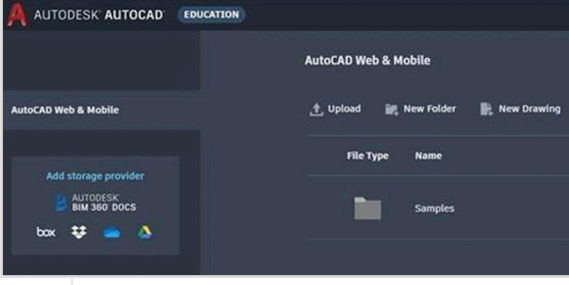 AUTODESK AUTOCAD EDUCATION
AutoCAD Web & Mobile
AutoCAD Web & Mobile
Upload New Folder New Drawing
File Type Name
Samples
Add storage provider
AUTODESK
BIM 360 DOCS
box